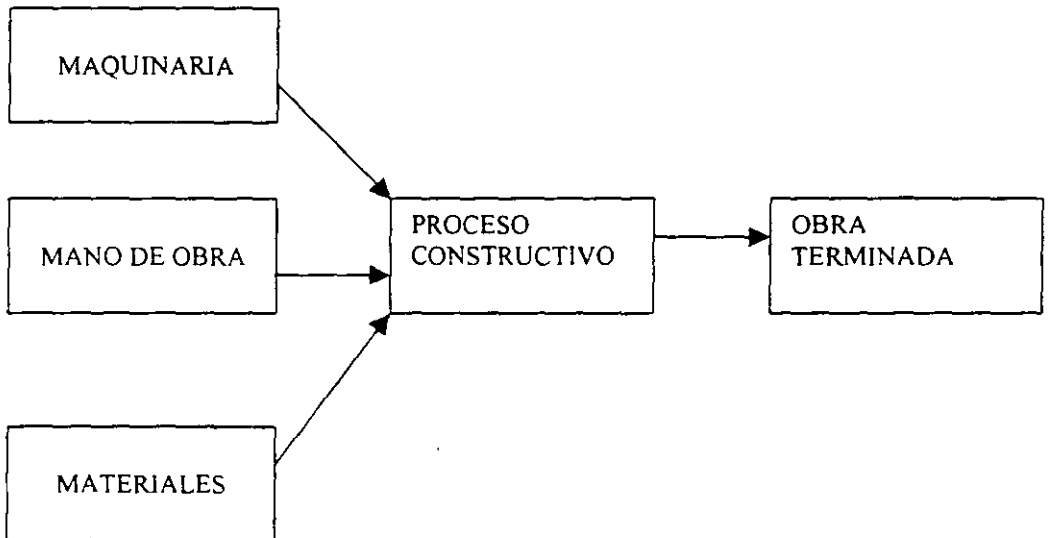 MAQUINARIA
MANO DE OBRA
MATERIALES
PROCESO
CONSTRUCTIVO
OBRA
TERMINADA